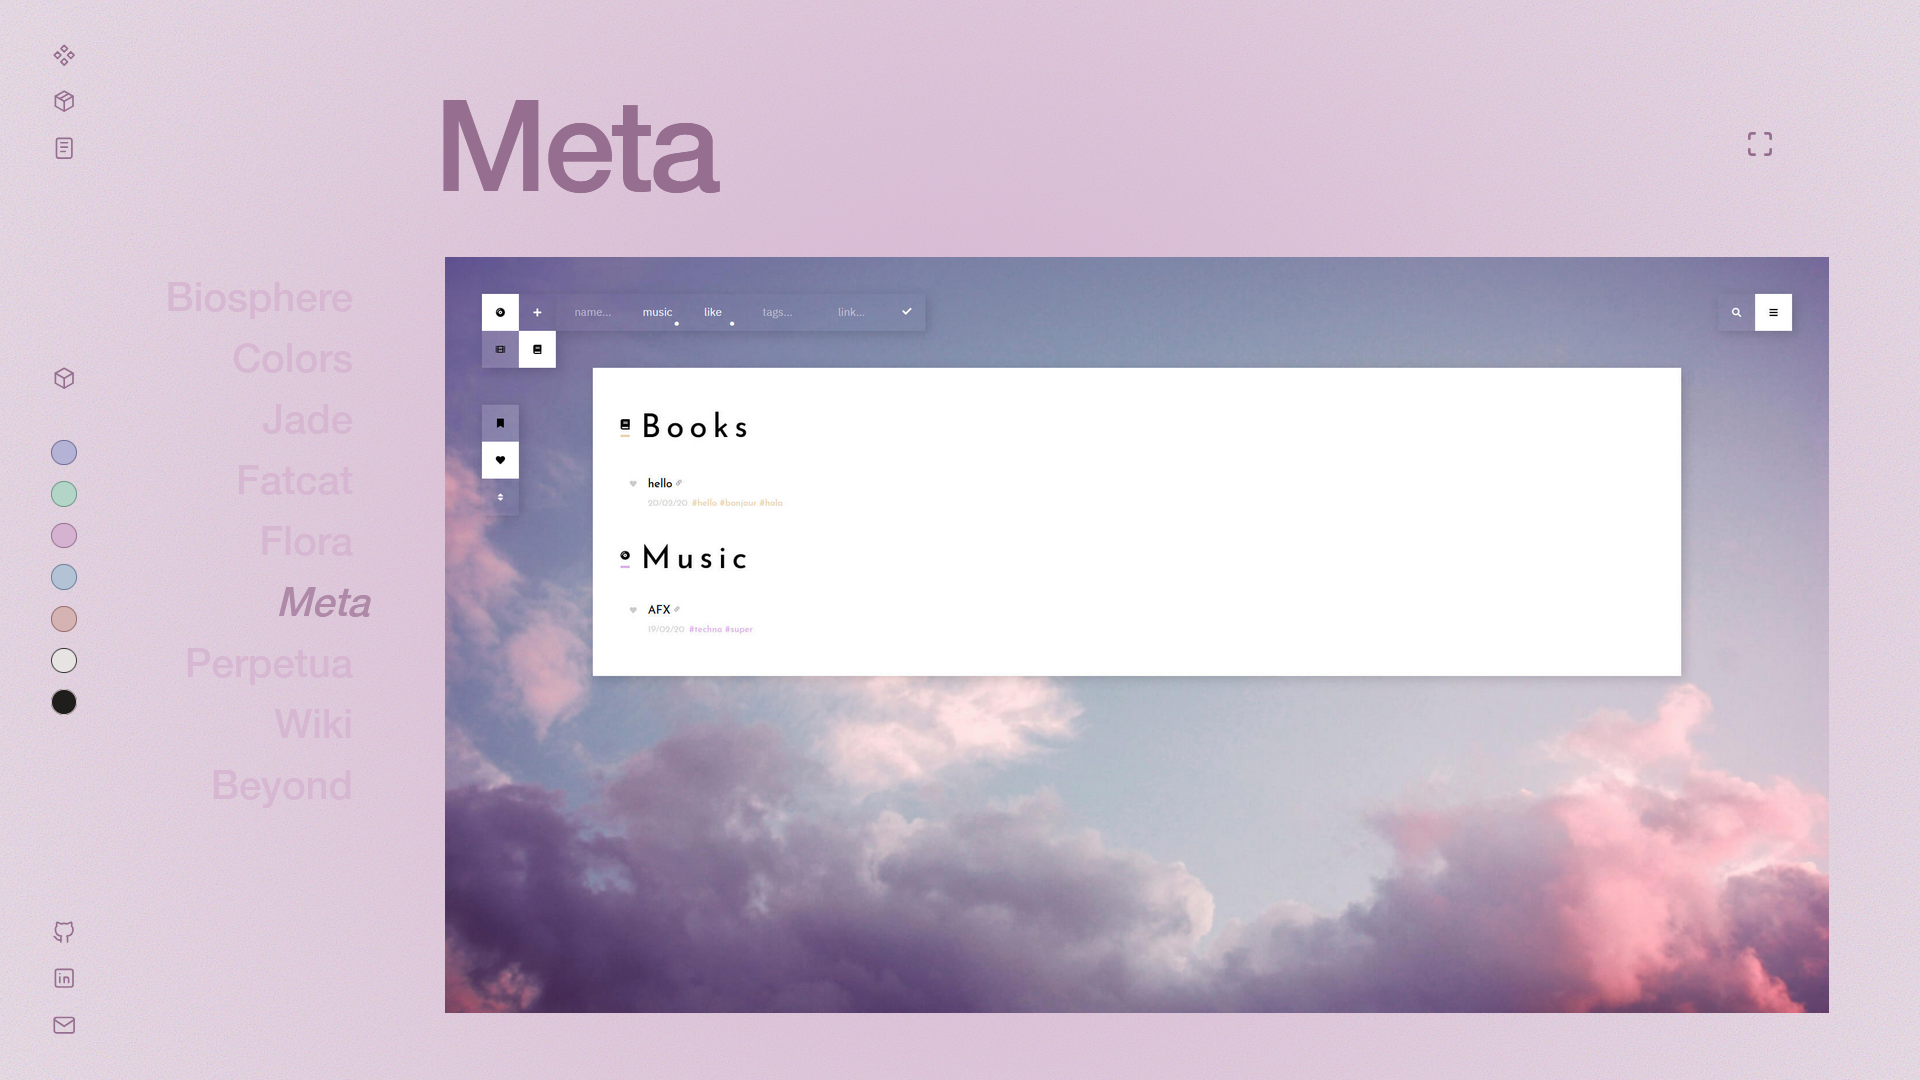 Meta
Biosphere
Colors
Jade
Fatcat
Flora
Meta
Perpetua
Wiki
Beyond
name... music like tags... link...
Books
hello
20/02/20 #hello #bonjour #hola
Music
AFX
19/02/20 #techno #super